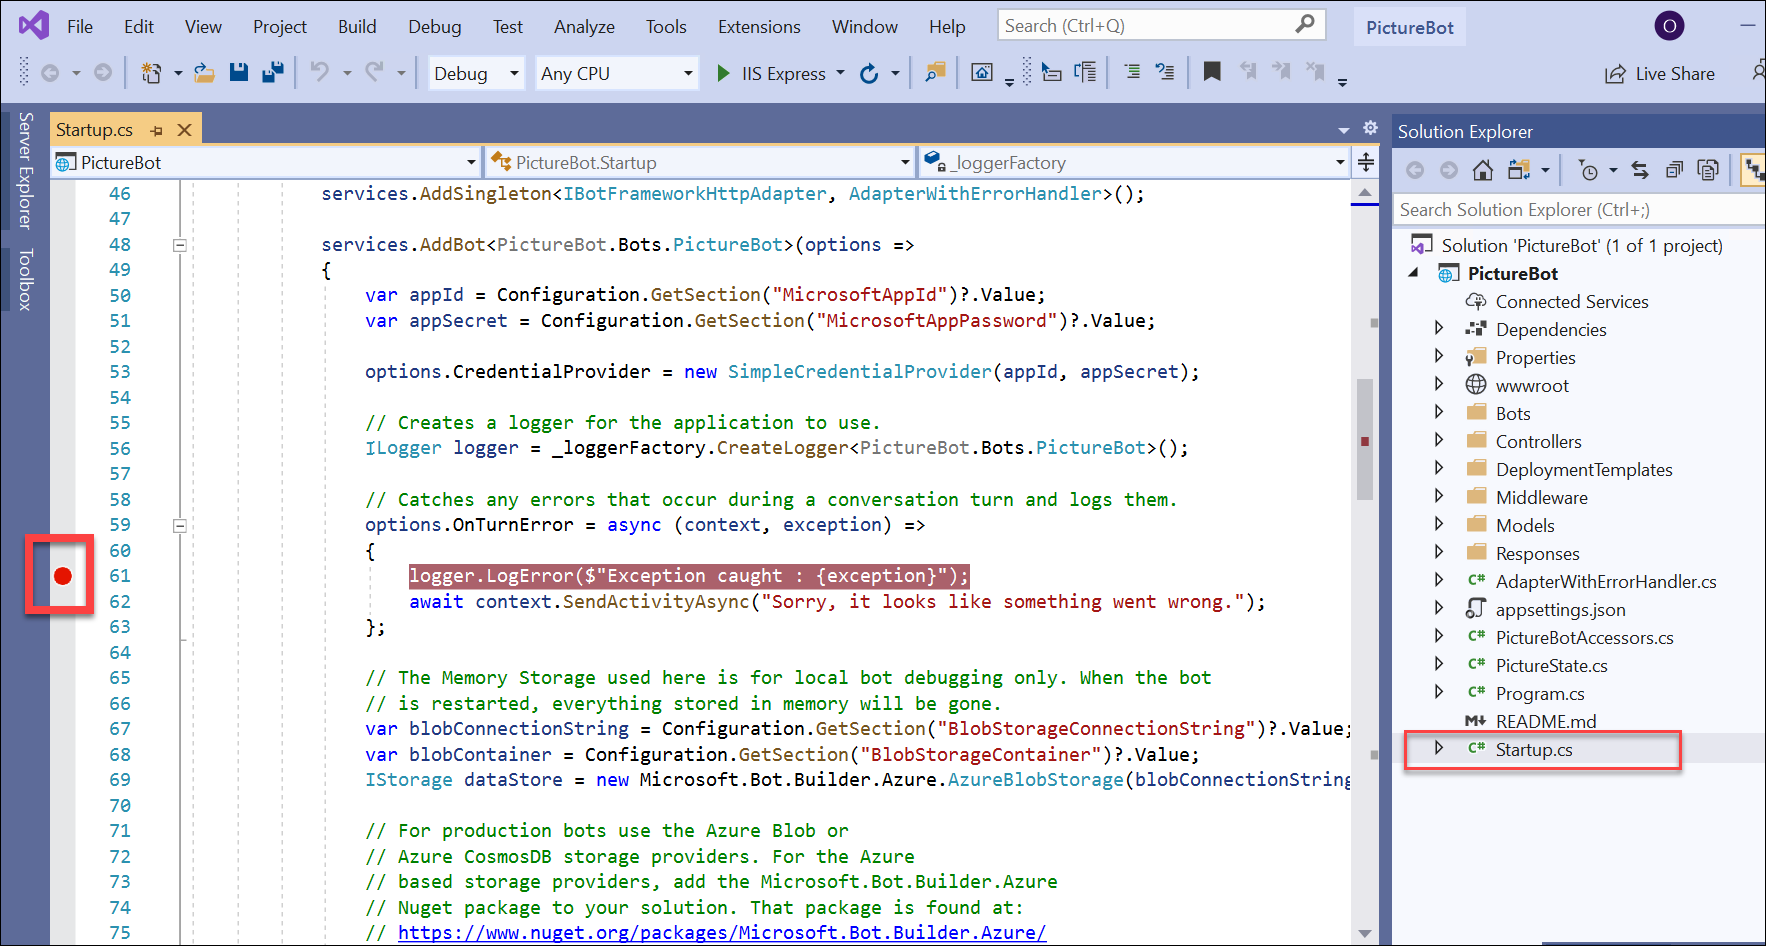 File Edit View Project Build Debug Test Analyze Tools Extensions Window Help Search (Ctrl+Q) PictureBot O
Debug Any CPU IIS Express Live Share
Server Explorer
Toolbox
Startup.cs
PictureBot PictureBot.Startup _loggerFactory
46 services.AddSingleton<IBotFrameworkHttpAdapter, AdapterWithErrorHandler>();
47
48 services.AddBot<PictureBot.Bots.PictureBot>(options =>
49 {
50 var appId = Configuration.GetSection("MicrosoftAppId")?.Value;
51 var appSecret = Configuration.GetSection("MicrosoftAppPassword")?.Value;
52
53 options.CredentialProvider = new SimpleCredentialProvider(appId, appSecret);
54
55 // Creates a logger for the application to use.
56 ILogger logger = _loggerFactory.CreateLogger<PictureBot.Bots.PictureBot>();
57
58 // Catches any errors that occur during a conversation turn and logs them.
59 options.OnTurnError = async (context, exception) =>
60 {
61 logger.LogError($"Exception caught : {exception}");
62 await context.SendActivityAsync("Sorry, it looks like something went wrong.");
63 };
64
65 // The Memory Storage used here is for local bot debugging only. When the bot
66 // is restarted, everything stored in memory will be gone.
67 var blobConnectionString = Configuration.GetSection("BlobStorageConnectionString")?.Value;
68 var blobContainer = Configuration.GetSection("BlobStorageContainer")?.Value;
69 IStorage dataStore = new Microsoft.Bot.Builder.Azure.AzureBlobStorage(blobConnectionString
70
71 // For production bots use the Azure Blob or
72 // Azure CosmosDB storage providers. For the Azure
73 // based storage providers, add the Microsoft.Bot.Builder.Azure
74 // Nuget package to your solution. That package is found at:
75 // https://www.nuget.org/packages/Microsoft.Bot.Builder.Azure/
Solution Explorer
Search Solution Explorer (Ctrl+;)
Solution 'PictureBot' (1 of 1 project)
PictureBot
Connected Services
Dependencies
Properties
wwwroot
Bots
Controllers
DeploymentTemplates
Middleware
Models
Responses
C# AdapterWithErrorHandler.cs
appsettings.json
C# PictureBotAccessors.cs
C# PictureState.cs
C# Program.cs
M↓ README.md
C# Startup.cs